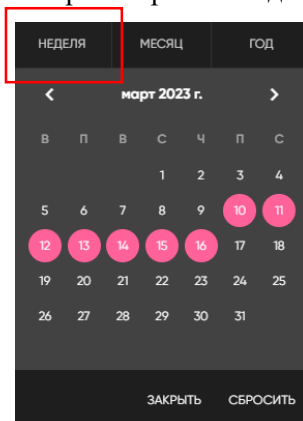 НЕДЕЛЯ МЕСЯЦ ГОД
март 2023 г.
В П В С Ч П С
1 2 3 4
5 6 7 8 9 10 11
12 13 14 15 16 17 18
19 20 21 22 23 24 25
26 27 28 29 30 31
ЗАКРЫТЬ СБРОСИТЬ